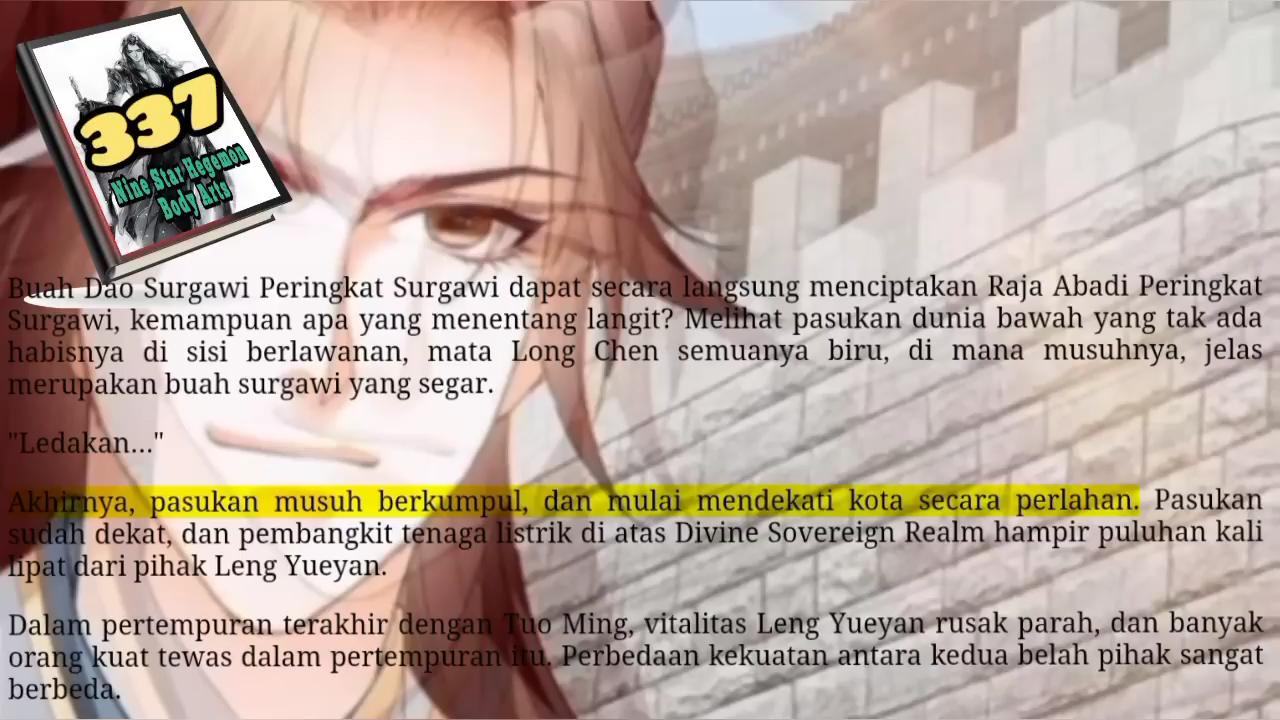 337
Nine Star Hegemon
Body Arts
Buah Dao Surgawi Peringkat Surgawi dapat secara langsung menciptakan Raja Abadi Peringkat
Surgawi, kemampuan apa yang menentang langit? Melihat pasukan dunia bawah yang tak ada
habisnya di sisi berlawanan, mata Long Chen semuanya biru, di mana musuhnya, jelas
merupakan buah surgawi yang segar.
"Ledakan..."
Akhirnya, pasukan musuh berkumpul, dan mulai mendekati kota secara perlahan. Pasukan
sudah dekat, dan pembangkit tenaga listrik di atas Divine Sovereign Realm hampir puluhan kali
lipat dari pihak Leng Yueyan.
Dalam pertempuran terakhir dengan Tuo Ming, vitalitas Leng Yueyan rusak parah, dan banyak
orang kuat tewas dalam pertempuran itu. Perbedaan kekuatan antara kedua belah pihak sangat
berbeda.